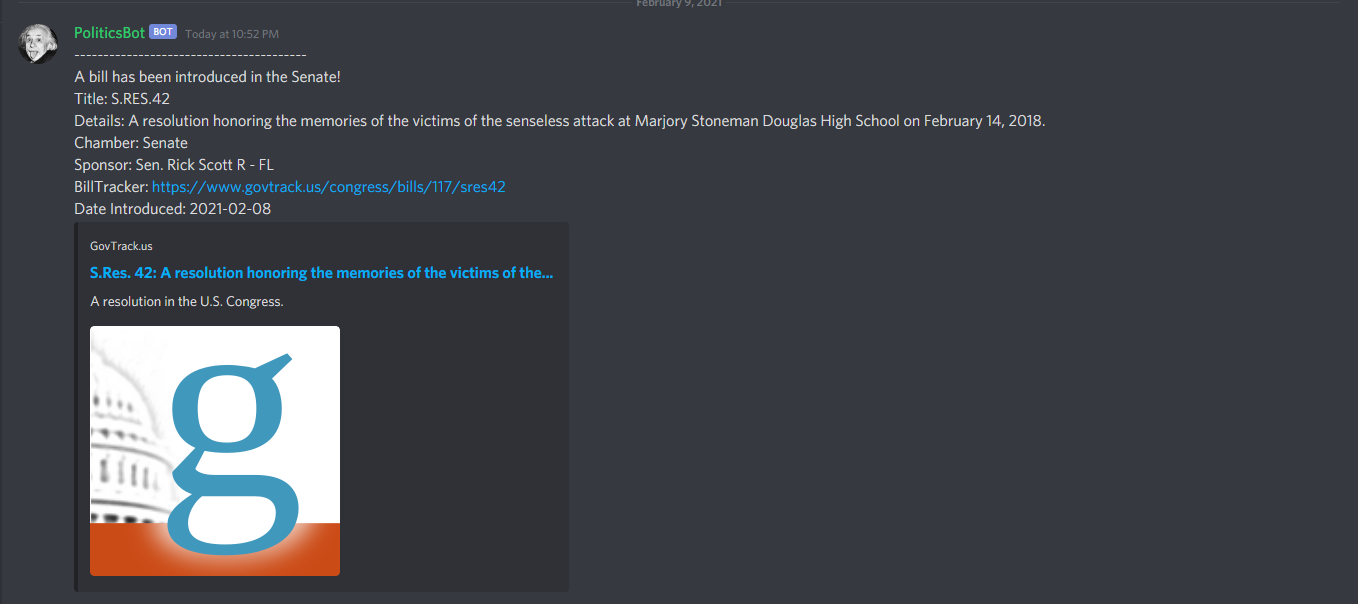 February 9, 2021
PoliticsBot BOT Today at 10:52 PM
----------------------------------------
A bill has been introduced in the Senate!
Title: S.RES.42
Details: A resolution honoring the memories of the victims of the senseless attack at Marjory Stoneman Douglas High School on February 14, 2018.
Chamber: Senate
Sponsor: Sen. Rick Scott R - FL
BillTracker: https://www.govtrack.us/congress/bills/117/sres42
Date Introduced: 2021-02-08
GovTrack.us
S.Res. 42: A resolution honoring the memories of the victims of the...
A resolution in the U.S. Congress.
g